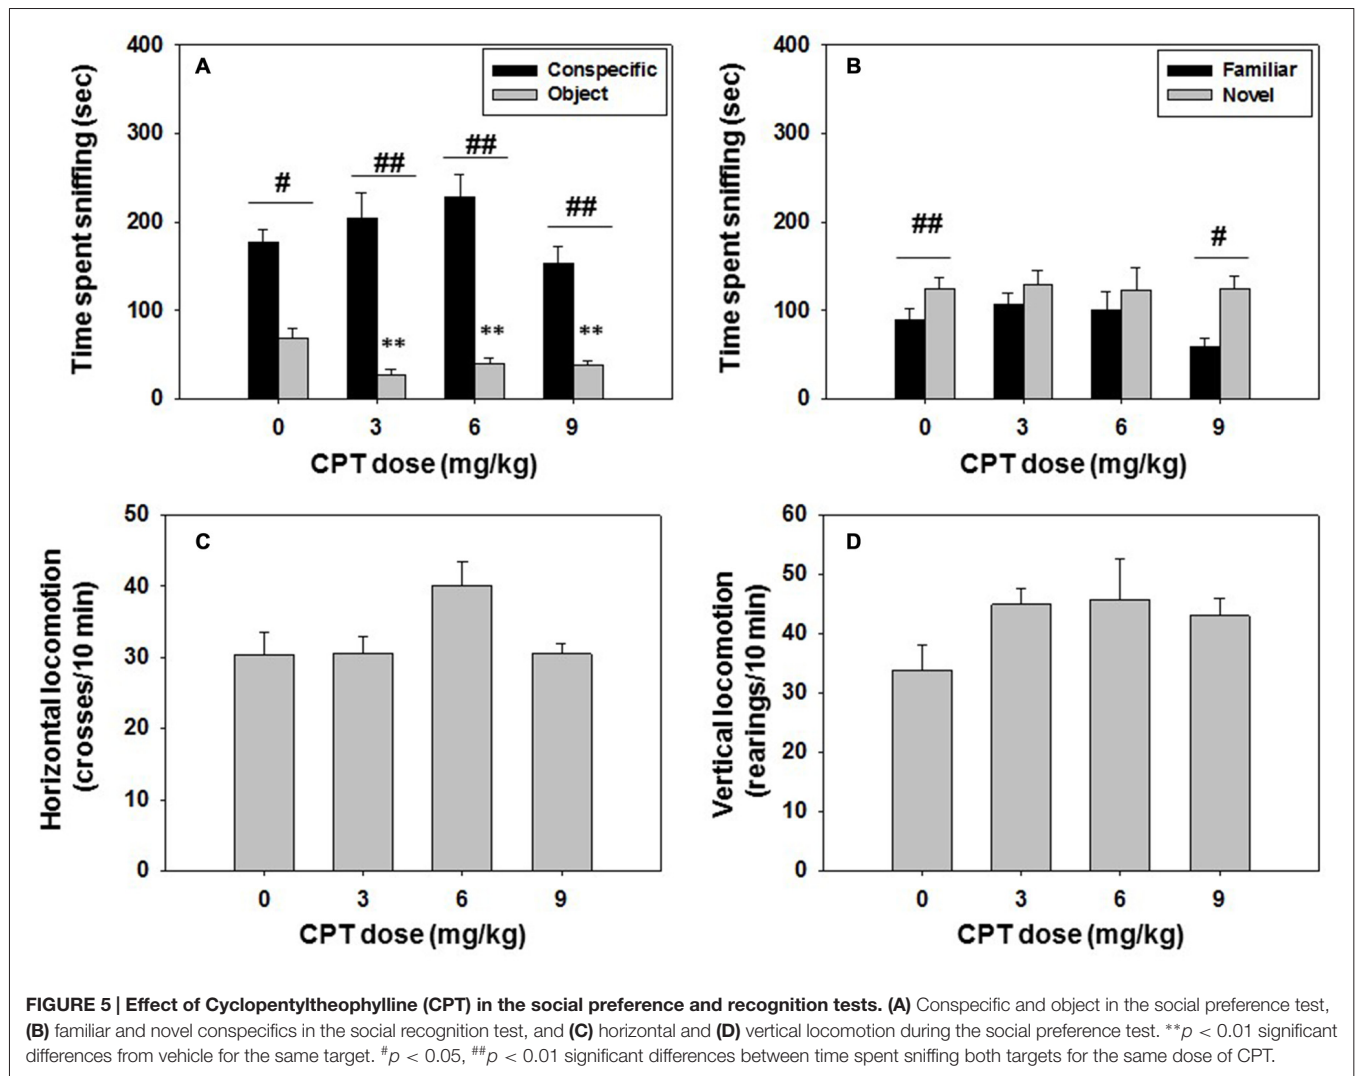 A
Conspecific
Object
400
300
200
100
0
Time spent sniffing (sec)
#
##
##
##
**
**
**
0 3 6 9
CPT dose (mg/kg)
B
Familiar
Novel
400
300
200
100
0
Time spent sniffing (sec)
##
#
0 3 6 9
CPT dose (mg/kg)
C
50
40
30
20
10
0
Horizontal locomotion
(crosses/10 min)
0 3 6 9
CPT dose (mg/kg)
D
60
50
40
30
20
10
0
Vertical locomotion
(rearings/10 min)
0 3 6 9
CPT dose (mg/kg)
FIGURE 5 | Effect of Cyclopentyltheophylline (CPT) in the social preference and recognition tests. (A) Conspecific and object in the social preference test,
(B) familiar and novel conspecifics in the social recognition test, and (C) horizontal and (D) vertical locomotion during the social preference test. **p < 0.01 significant
differences from vehicle for the same target. #p < 0.05, ##p < 0.01 significant differences between time spent sniffing both targets for the same dose of CPT.